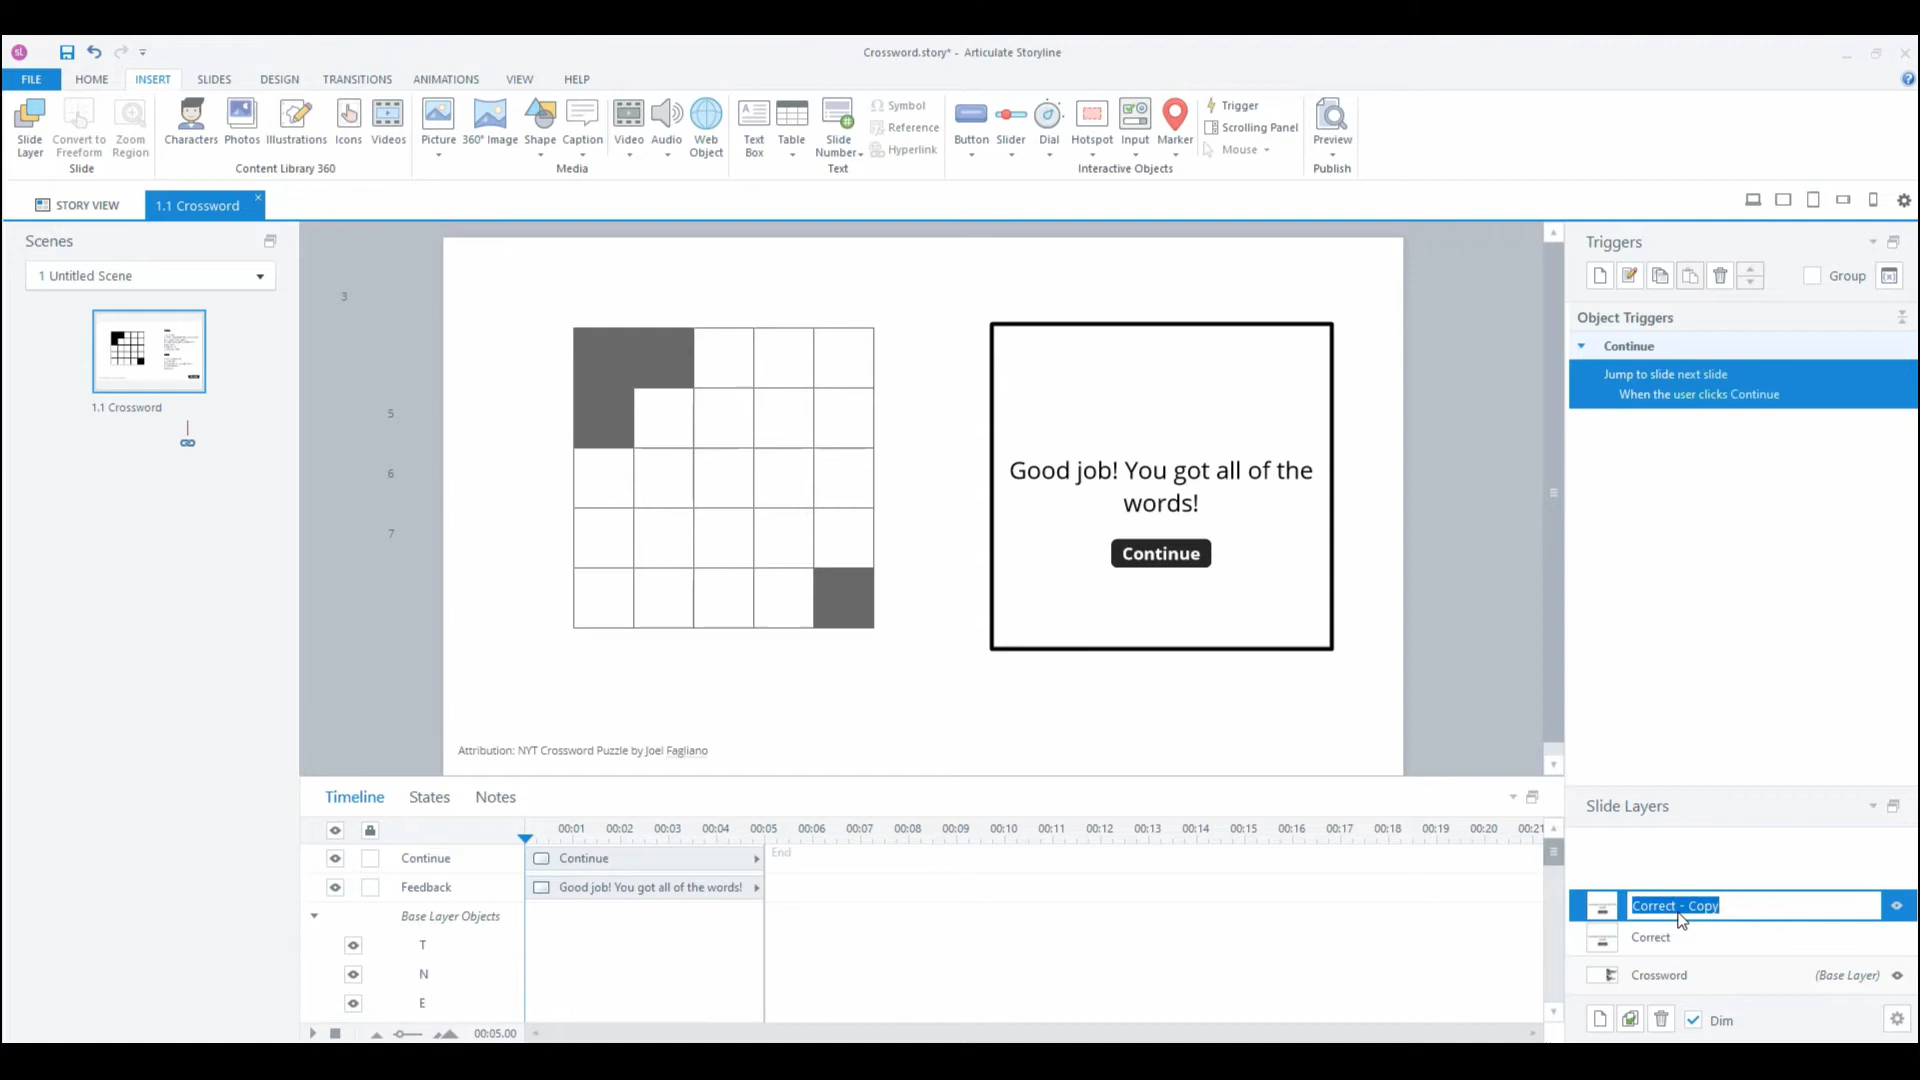 sl
Crossword.story* - Articulate Storyline
FILE
HOME
INSERT
SLIDES
DESIGN
TRANSITIONS
ANIMATIONS
VIEW
HELP
Slide Layer
Convert to Freeform
Zoom Region
Slide
Characters
Photos
Illustrations
Icons
Videos
Content Library 360
Picture
360° Image
Shape
Caption
Video
Audio
Web Object
Media
Text Box
Table
Slide Number
Symbol
Reference
Hyperlink
Text
Button
Slider
Dial
Hotspot
Input
Marker
Trigger
Scrolling Panel
Mouse
Interactive Objects
Preview
Publish
STORY VIEW
1.1 Crossword
Scenes
1 Untitled Scene
1.1 Crossword
3
5
6
7
Good job! You got all of the
words!
Continue
Attribution: NYT Crossword Puzzle by Joel Fagliano
Triggers
Group
Object Triggers
Continue
Jump to slide next slide
When the user clicks Continue
Timeline
States
Notes
00:01 00:02 00:03 00:04 00:05 00:06 00:07 00:08 00:09 00:10 00:11 00:12 00:13 00:14 00:15 00:16 00:17 00:18 00:19 00:20 00:21
Continue
Continue
End
Feedback
Good job! You got all of the words!
Base Layer Objects
T
N
E
00:05.00
Slide Layers
Correct - Copy
Correct
Crossword
(Base Layer)
Dim